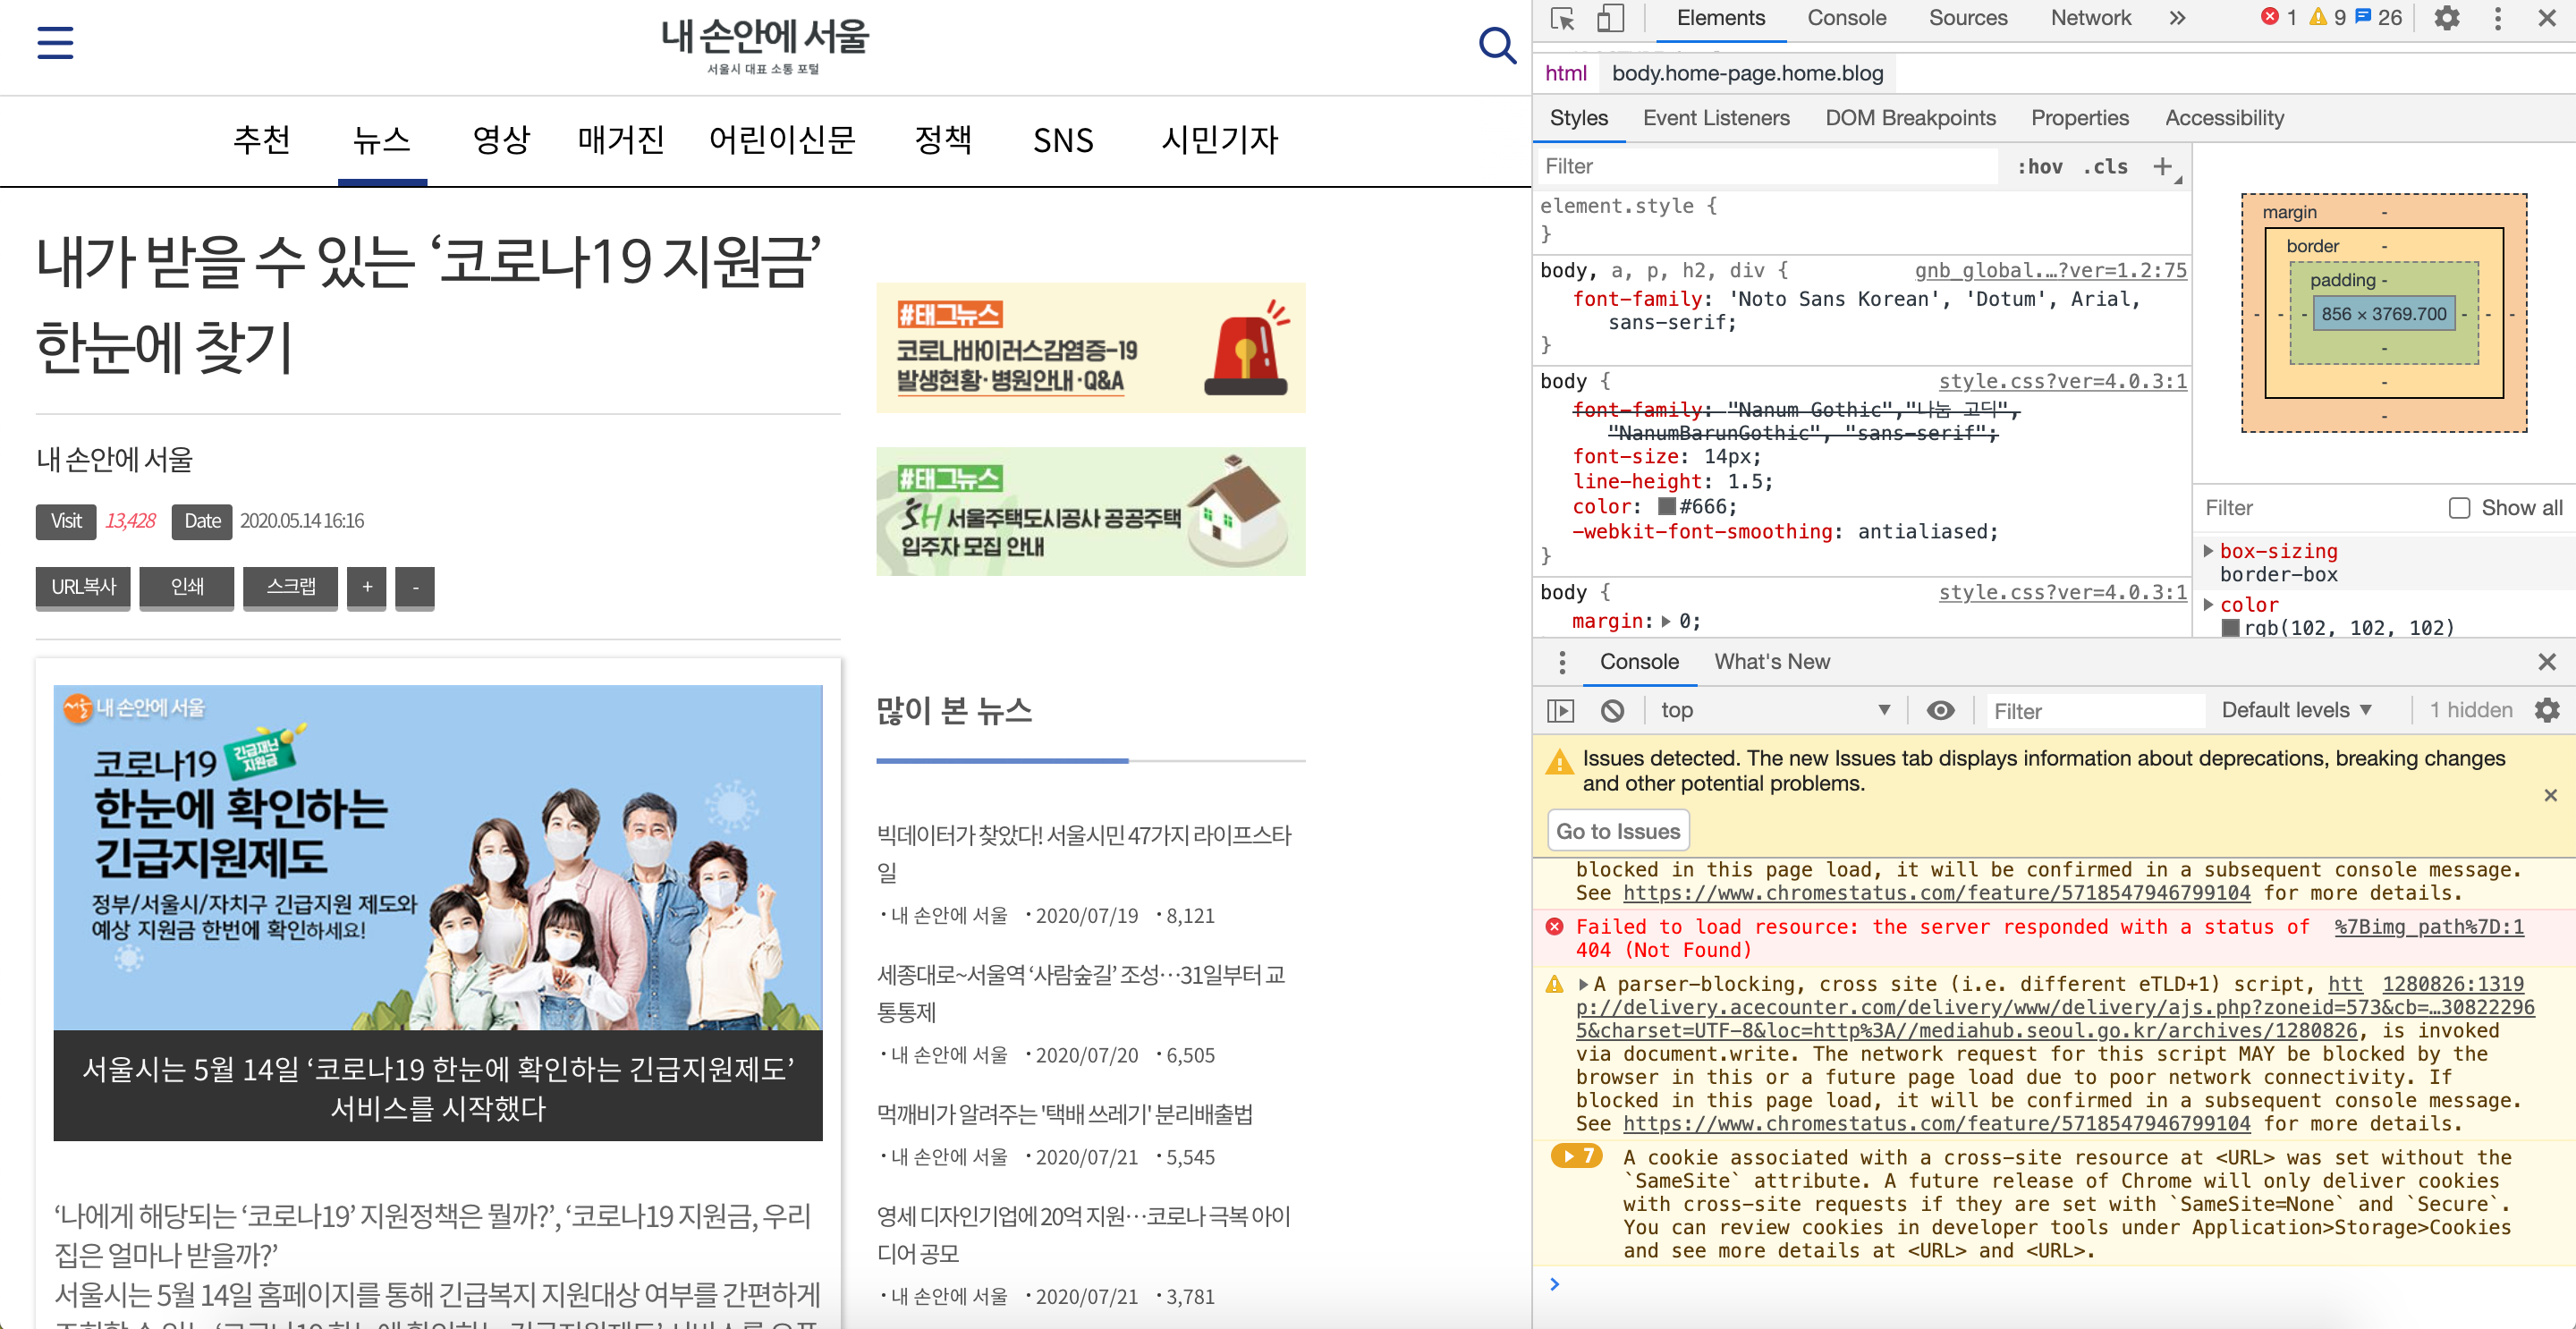 내 손안에 서울
서울시 대표 소통 포털
추천 뉴스 영상 매거진 어린이신문 정책 SNS 시민기자
내가 받을 수 있는 ‘코로나19 지원금’
한눈에 찾기
내 손안에 서울
Visit 13,428 Date 2020.05.14 16:16
URL복사 인쇄 스크랩 + -
내 손안에 서울
코로나19 긴급재난
지원금
한눈에 확인하는
긴급지원제도
정부/서울시/자치구 긴급지원 제도와
예상 지원금 한번에 확인하세요!
서울시는 5월 14일 ‘코로나19 한눈에 확인하는 긴급지원제도’
서비스를 시작했다
‘나에게 해당되는 ‘코로나19’ 지원정책은 뭘까?’, ‘코로나19 지원금, 우리
집은 얼마나 받을까?’
서울시는 5월 14일 홈페이지를 통해 긴급복지 지원대상 여부를 간편하게
#태그뉴스
코로나바이러스감염증-19
발생현황·병원안내·Q&A
#태그뉴스
SH 서울주택도시공사 공공주택
입주자 모집 안내
많이 본 뉴스
빅데이터가 찾았다! 서울시민 47가지 라이프스타
일
· 내 손안에 서울 · 2020/07/19 · 8,121
세종대로~서울역 ‘사람숲길’ 조성…31일부터 교
통통제
· 내 손안에 서울 · 2020/07/20 · 6,505
먹깨비가 알려주는 '택배 쓰레기' 분리배출법
· 내 손안에 서울 · 2020/07/21 · 5,545
영세 디자인기업에 20억 지원…코로나 극복 아이
디어 공모
· 내 손안에 서울 · 2020/07/21 · 3,781
Elements Console Sources Network » 1 9 26
html body.home-page.home.blog
Styles Event Listeners DOM Breakpoints Properties Accessibility
Filter :hov .cls +
element.style {
}
body, a, p, h2, div { gnb_global.…?ver=1.2:75
font-family: 'Noto Sans Korean', 'Dotum', Arial,
sans-serif;
}
body { style.css?ver=4.0.3:1
font-family: "Nanum Gothic","나눔 고딕",
"NanumBarunGothic", "sans-serif";
font-size: 14px;
line-height: 1.5;
color: #666;
-webkit-font-smoothing: antialiased;
}
body { style.css?ver=4.0.3:1
margin: 0;
margin -
border -
padding -
- - - 856 × 3769.700 - - -
-
-
-
Filter Show all
box-sizing
border-box
color
rgb(102, 102, 102)
Console What's New
top Filter Default levels 1 hidden
Issues detected. The new Issues tab displays information about deprecations, breaking changes
and other potential problems.
Go to Issues
blocked in this page load, it will be confirmed in a subsequent console message.
See https://www.chromestatus.com/feature/5718547946799104 for more details.
Failed to load resource: the server responded with a status of %7Bimg_path%7D:1
404 (Not Found)
A parser-blocking, cross site (i.e. different eTLD+1) script, htt 1280826:1319
p://delivery.acecounter.com/delivery/www/delivery/ajs.php?zoneid=573&cb=…30822296
5&charset=UTF-8&loc=http%3A//mediahub.seoul.go.kr/archives/1280826, is invoked
via document.write. The network request for this script MAY be blocked by the
browser in this or a future page load due to poor network connectivity. If
blocked in this page load, it will be confirmed in a subsequent console message.
See https://www.chromestatus.com/feature/5718547946799104 for more details.
7 A cookie associated with a cross-site resource at <URL> was set without the
`SameSite` attribute. A future release of Chrome will only deliver cookies
with cross-site requests if they are set with `SameSite=None` and `Secure`.
You can review cookies in developer tools under Application>Storage>Cookies
and see more details at <URL> and <URL>.